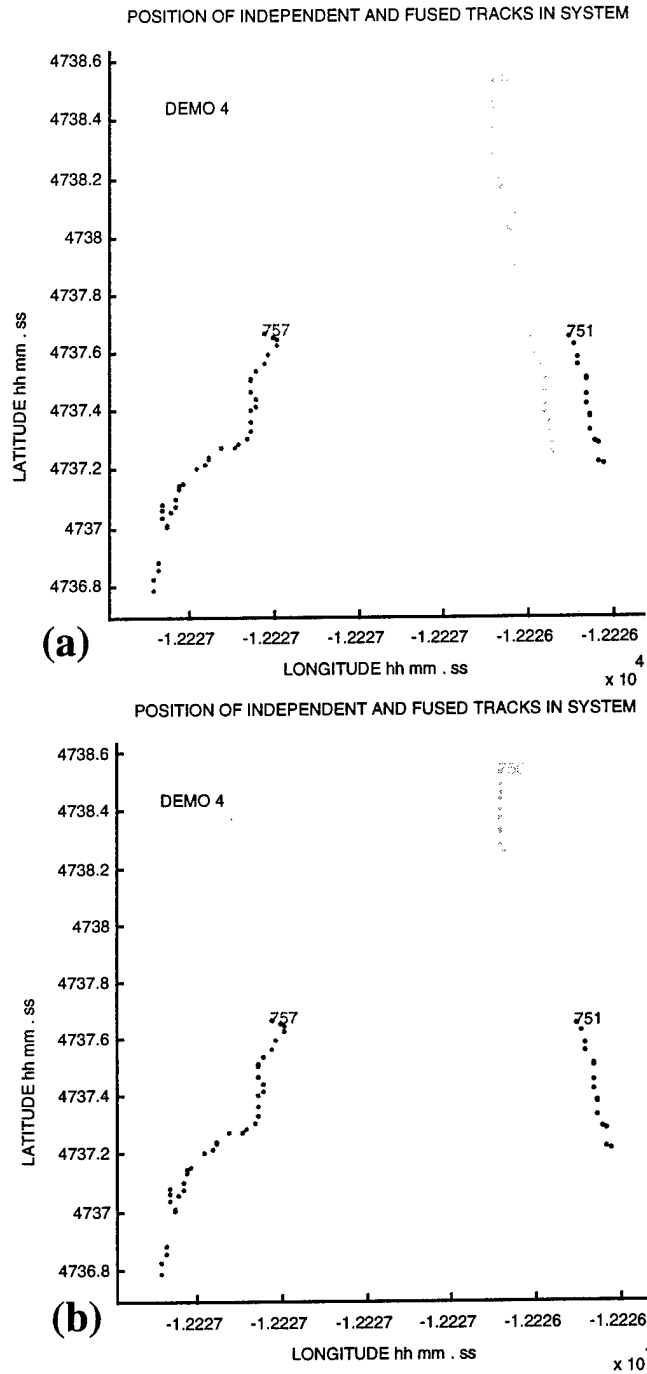 POSITION OF INDEPENDENT AND FUSED TRACKS IN SYSTEM
4738.6
DEMO 4
4738.4
4738.2
4738
4737.8
757
751
4737.6
4737.4
4737.2
4737
4736.8
LATITUDE hh mm . ss
(a)
-1.2227 -1.2227 -1.2227 -1.2226 -1.2226
LONGITUDE hh mm . ss
x 10 4
POSITION OF INDEPENDENT AND FUSED TRACKS IN SYSTEM
4738.6
DEMO 4
4738.4
4738.2
4738
4737.8
757
751
4737.6
4737.4
4737.2
4737
4736.8
LATITUDE hh mm . ss
(b)
-1.2227 -1.2227 -1.2227 -1.2226 -1.2226
LONGITUDE hh mm . ss
x 10